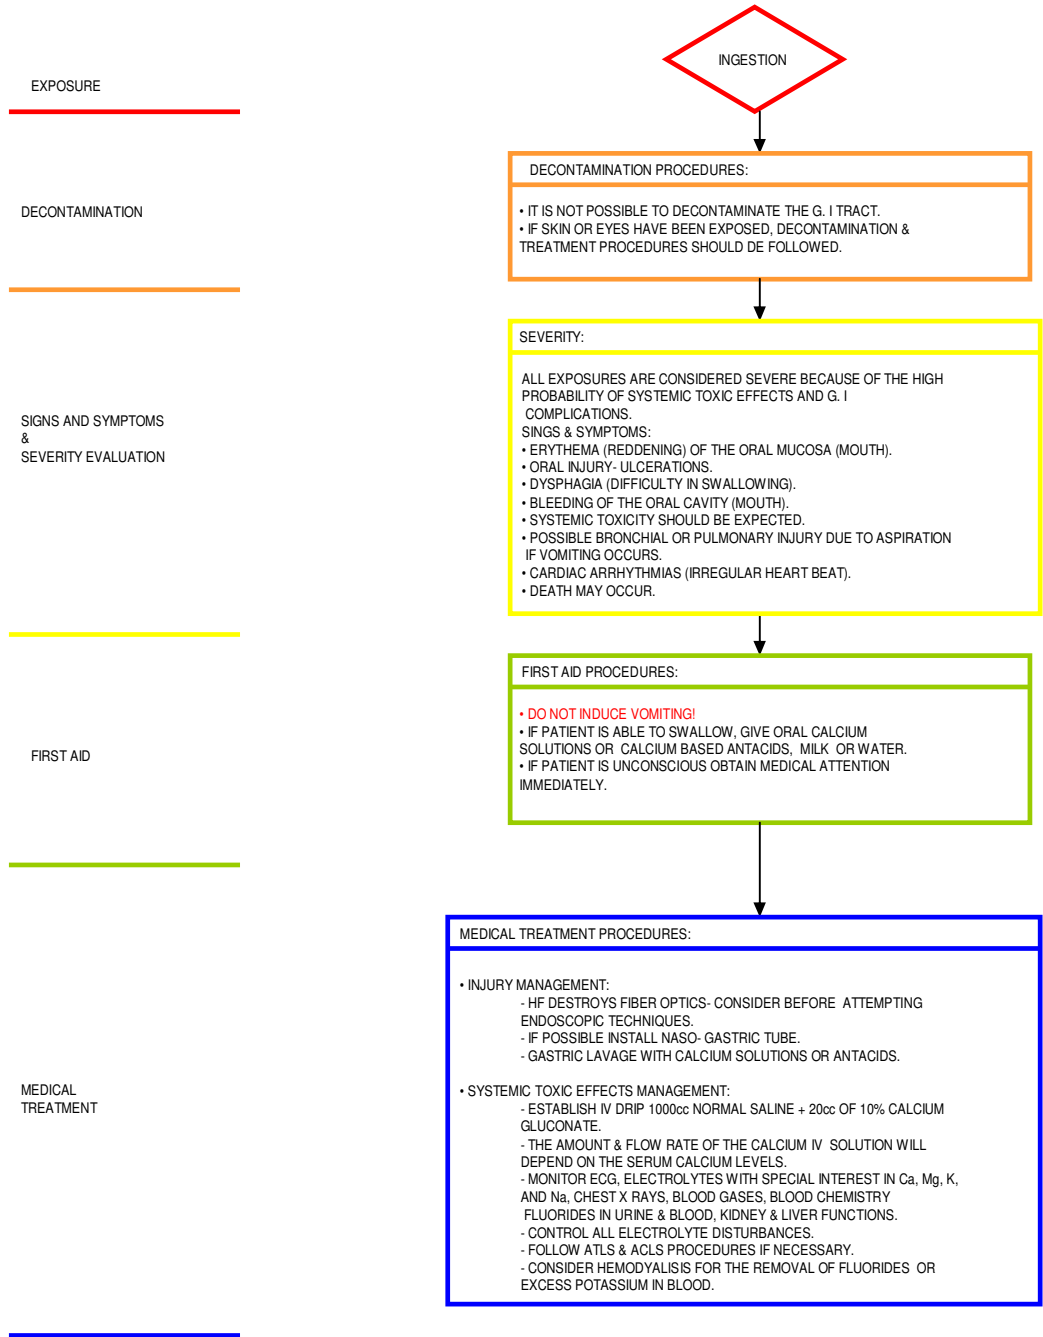 INGESTION
EXPOSURE
DECONTAMINATION PROCEDURES:
DECONTAMINATION
• IT IS NOT POSSIBLE TO DECONTAMINATE THE G. I TRACT.
• IF SKIN OR EYES HAVE BEEN EXPOSED, DECONTAMINATION &
TREATMENT PROCEDURES SHOULD DE FOLLOWED.
SEVERITY:
SIGNS AND SYMPTOMS
&
SEVERITY EVALUATION
ALL EXPOSURES ARE CONSIDERED SEVERE BECAUSE OF THE HIGH
PROBABILITY OF SYSTEMIC TOXIC EFFECTS AND G. I
COMPLICATIONS.
SINGS & SYMPTOMS:
• ERYTHEMA (REDDENING) OF THE ORAL MUCOSA (MOUTH).
• ORAL INJURY- ULCERATIONS.
• DYSPHAGIA (DIFFICULTY IN SWALLOWING).
• BLEEDING OF THE ORAL CAVITY (MOUTH).
• SYSTEMIC TOXICITY SHOULD BE EXPECTED.
• POSSIBLE BRONCHIAL OR PULMONARY INJURY DUE TO ASPIRATION
IF VOMITING OCCURS.
• CARDIAC ARRHYTHMIAS (IRREGULAR HEART BEAT).
• DEATH MAY OCCUR.
FIRST AID PROCEDURES:
FIRST AID
• DO NOT INDUCE VOMITING!
• IF PATIENT IS ABLE TO SWALLOW, GIVE ORAL CALCIUM
SOLUTIONS OR CALCIUM BASED ANTACIDS, MILK OR WATER.
• IF PATIENT IS UNCONSCIOUS OBTAIN MEDICAL ATTENTION
IMMEDIATELY.
MEDICAL TREATMENT PROCEDURES:
MEDICAL
TREATMENT
• INJURY MANAGEMENT:
- HF DESTROYS FIBER OPTICS- CONSIDER BEFORE ATTEMPTING
ENDOSCOPIC TECHNIQUES.
- IF POSSIBLE INSTALL NASO- GASTRIC TUBE.
- GASTRIC LAVAGE WITH CALCIUM SOLUTIONS OR ANTACIDS.
• SYSTEMIC TOXIC EFFECTS MANAGEMENT:
- ESTABLISH IV DRIP 1000cc NORMAL SALINE + 20cc OF 10% CALCIUM
GLUCONATE.
- THE AMOUNT & FLOW RATE OF THE CALCIUM IV SOLUTION WILL
DEPEND ON THE SERUM CALCIUM LEVELS.
- MONITOR ECG, ELECTROLYTES WITH SPECIAL INTEREST IN Ca, Mg, K,
AND Na, CHEST X RAYS, BLOOD GASES, BLOOD CHEMISTRY
FLUORIDES IN URINE & BLOOD, KIDNEY & LIVER FUNCTIONS.
- CONTROL ALL ELECTROLYTE DISTURBANCES.
- FOLLOW ATLS & ACLS PROCEDURES IF NECESSARY.
- CONSIDER HEMODYALISIS FOR THE REMOVAL OF FLUORIDES OR
EXCESS POTASSIUM IN BLOOD.